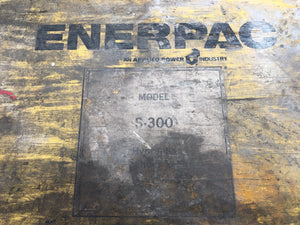 ENERPAC
AN APPLIED POWER INDUSTRY
MODEL
S-300